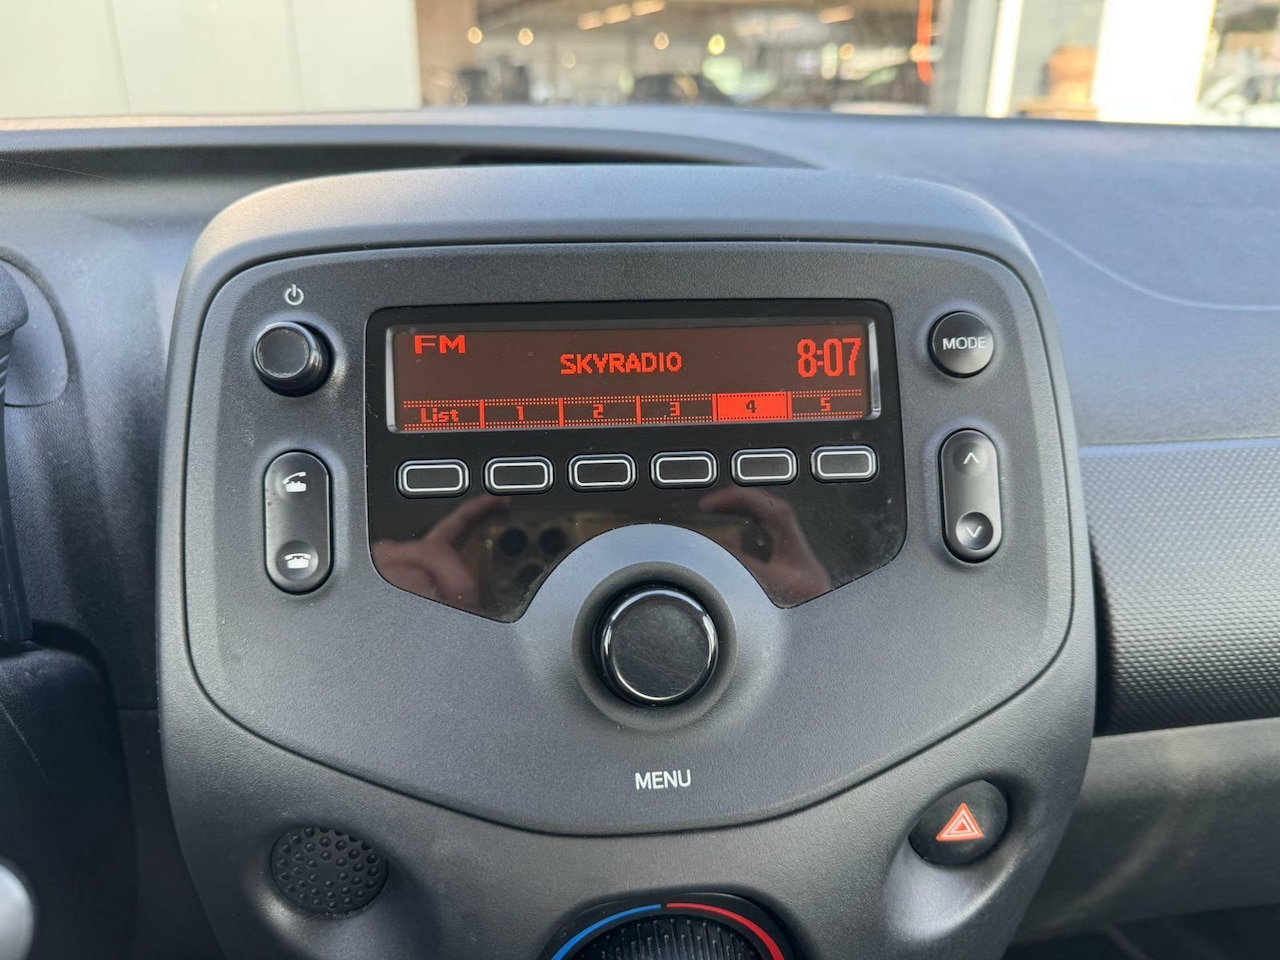 FM
SKYRADIO
8:07
List 1 2 3 4 5
MODE
MENU